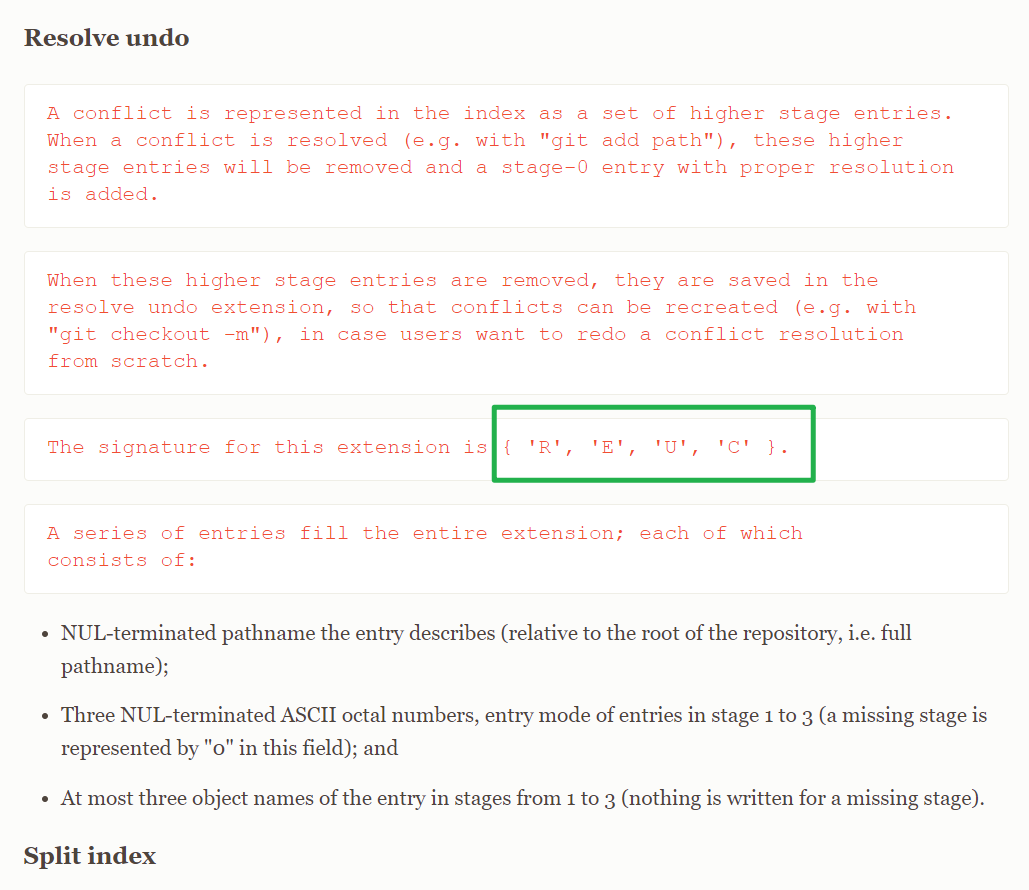 Resolve undo
A conflict is represented in the index as a set of higher stage entries.
When a conflict is resolved (e.g. with "git add path"), these higher
stage entries will be removed and a stage-0 entry with proper resolution
is added.
When these higher stage entries are removed, they are saved in the
resolve undo extension, so that conflicts can be recreated (e.g. with
"git checkout -m"), in case users want to redo a conflict resolution
from scratch.
The signature for this extension is { 'R', 'E', 'U', 'C' }.
A series of entries fill the entire extension; each of which
consists of:
• NUL-terminated pathname the entry describes (relative to the root of the repository, i.e. full
pathname);
• Three NUL-terminated ASCII octal numbers, entry mode of entries in stage 1 to 3 (a missing stage is
represented by "0" in this field); and
• At most three object names of the entry in stages from 1 to 3 (nothing is written for a missing stage).
Split index